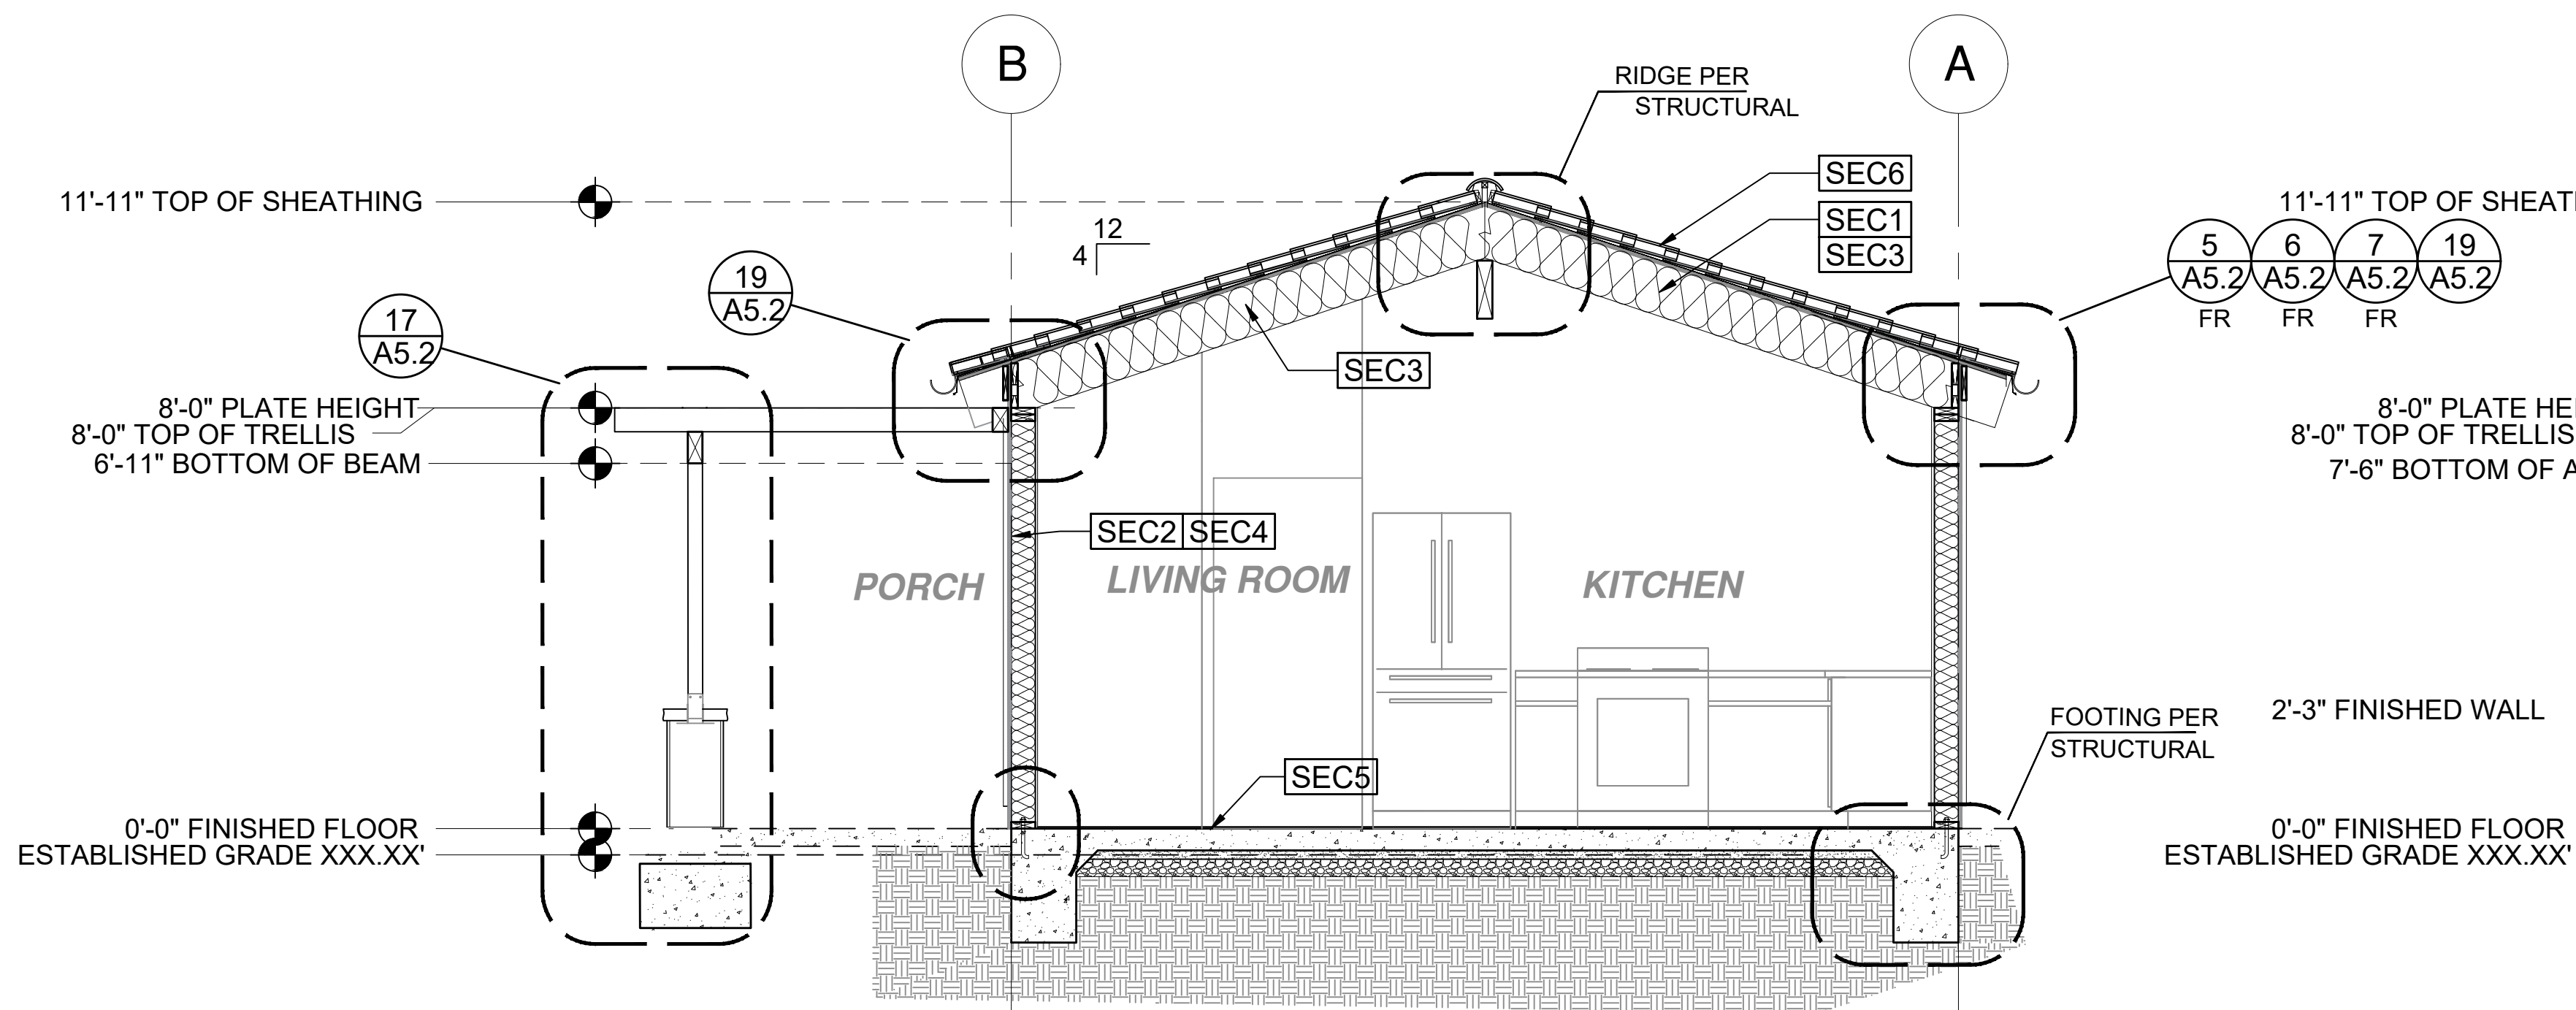 B
A
RIDGE PER
STRUCTURAL
SEC6
11'-11" TOP OF SHEATHING
SEC1
SEC3
12
4
19
A5.2
17
A5.2
SEC3
8'-0" PLATE HEIGHT
8'-0" TOP OF TRELLIS
6'-11" BOTTOM OF BEAM
SEC2 SEC4
PORCH
LIVING ROOM
KITCHEN
SEC5
FOOTING PER
STRUCTURAL
0'-0" FINISHED FLOOR
ESTABLISHED GRADE XXX.XX'
11'-11" TOP OF
5 6 7 19
A5.2 A5.2 A5.2 A5.2
FR FR FR
8'-0" PLATE
8'-0" TOP OF TRELLIS
7'-6" BOTTOM OF
2'-3" FINISHED WALL
0'-0" FINISHED FLOOR
ESTABLISHED GRADE XXX.XX'